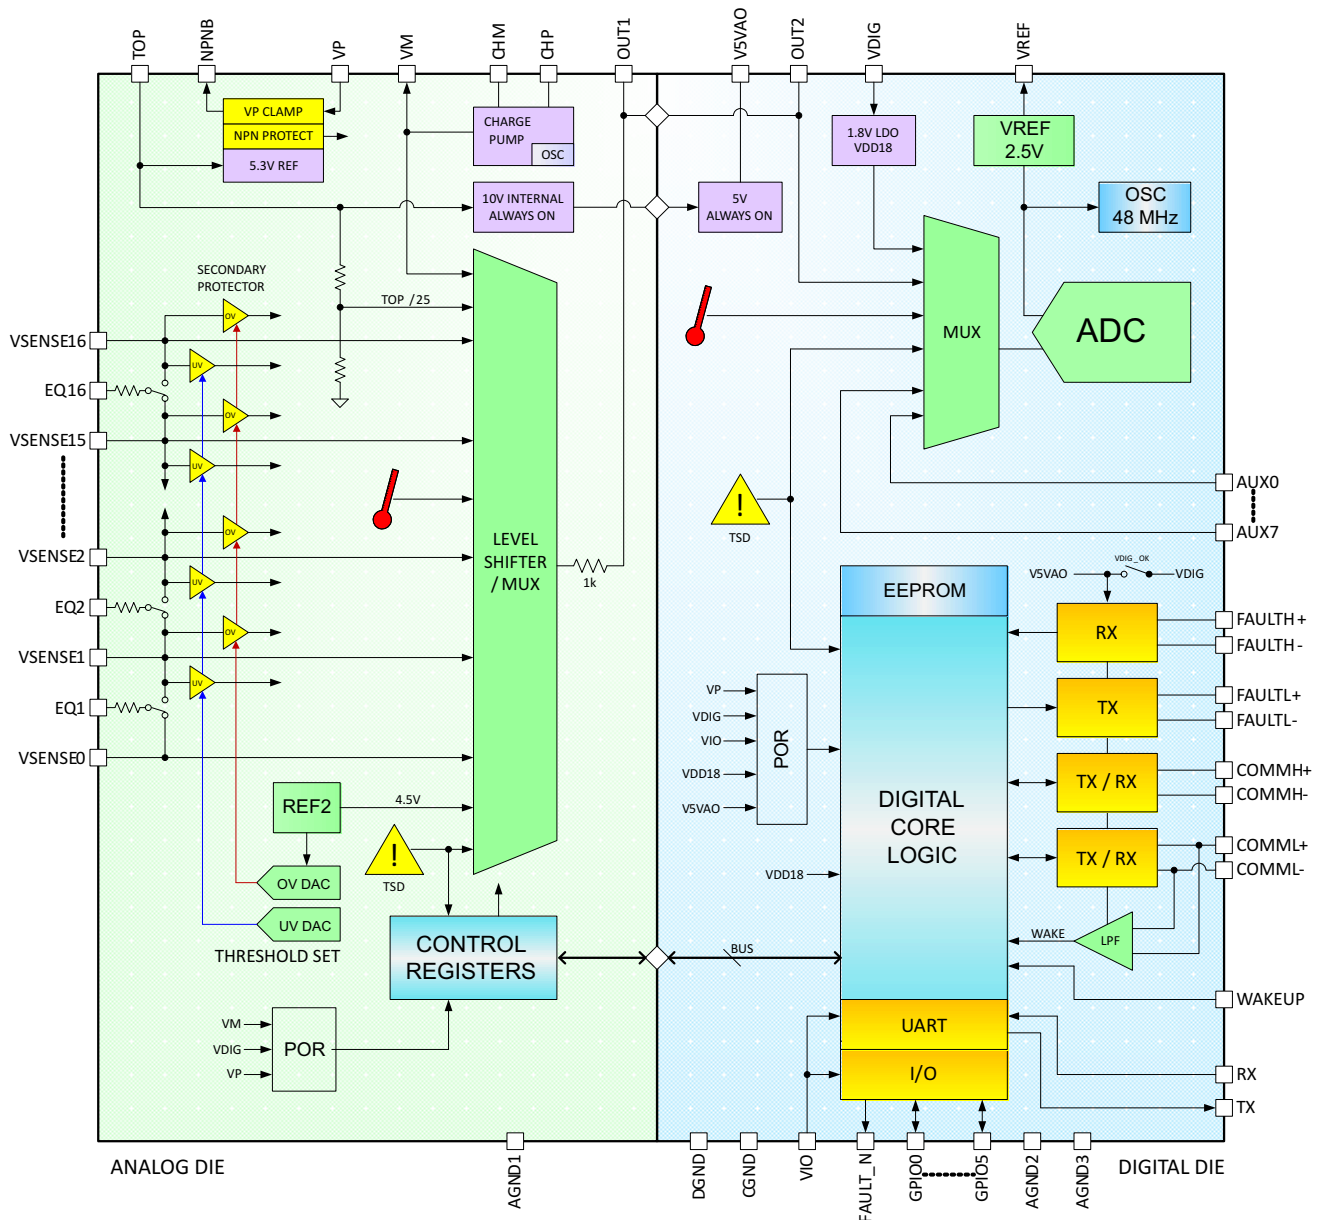 TOP
NPNB
VP
VM
CHM
CHP
OUT1
V5VAO
OUT2
VDIG
VREF
VP CLAMP
NPN PROTECT
5.3V REF
CHARGE
PUMP
OSC
1.8V LDO
VDD18
VREF
2.5V
10V INTERNAL
ALWAYS ON
5V
ALWAYS ON
OSC
48 MHz
SECONDARY
PROTECTOR
TOP /25
OV
VSENSE16
MUX
ADC
UV
EQ16
OV
VSENSE15
UV
AUX0
!
TSD
AUX7
OV
VSENSE2
LEVEL
SHIFTER
/ MUX
1k
UV
EQ2
OV
VSENSE1
UV
EQ1
VSENSE0
EEPROM
VDIG_OK
V5VAO
VDIG
RX
FAULTH+
FAULTH-
TX
FAULTL+
FAULTL-
VP
VDIG
VIO
VDD18
V5VAO
POR
TX / RX
COMMH+
COMMH-
DIGITAL
CORE
LOGIC
REF2
4.5V
!
TSD
TX / RX
COMML+
COMML-
VDD18
OV DAC
UV DAC
THRESHOLD SET
CONTROL
REGISTERS
BUS
WAKE
LPF
WAKEUP
VM
VDIG
VP
POR
UART
I/O
RX
TX
ANALOG DIE
AGND1
DGND
CGND
VIO
FAULT_N
GPIO0
GPIO5
AGND2
AGND3
DIGITAL DIE